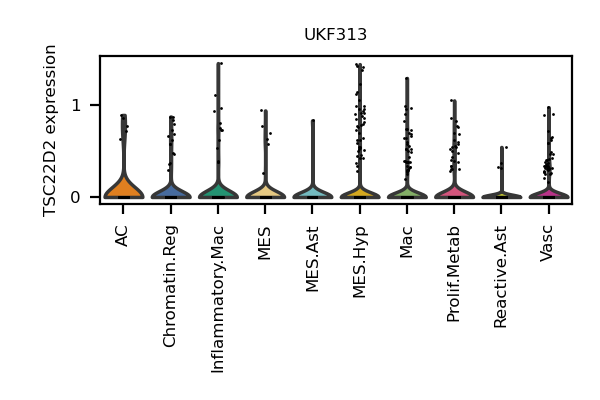 UKF313
TSC22D2 expression
1
0
AC
Chromatin.Reg
Inflammatory.Mac
MES
MES.Ast
MES.Hyp
Mac
Prolif.Metab
Reactive.Ast
Vasc